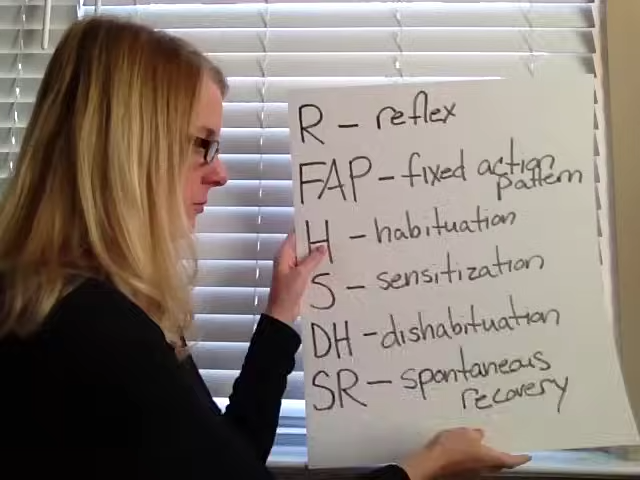 R - reflex
FAP - fixed action
pattern
H - habituation
S - sensitization
DH - dishabituation
SR - spontaneous
recovery